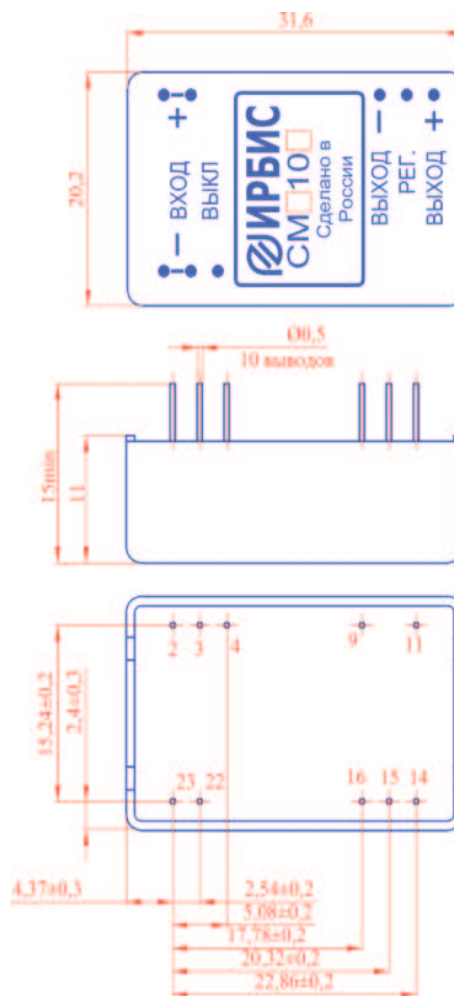 31,6
20,2
+
− ВХОД
ВЫКЛ
ИРБИС
СМ□10□
Сделано в
России
ВЫХОД −
РЕГ.
ВЫХОД +
Ø0,5
10 выводов
15min
11
2 3 4 9 11
15,24±0,2
2,4±0,3
23 22 16 15 14
4,37±0,3
2,54±0,2
5,08±0,2
17,78±0,2
20,32±0,2
22,86±0,2